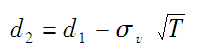 d₂ = d₁ − σᵥ √T